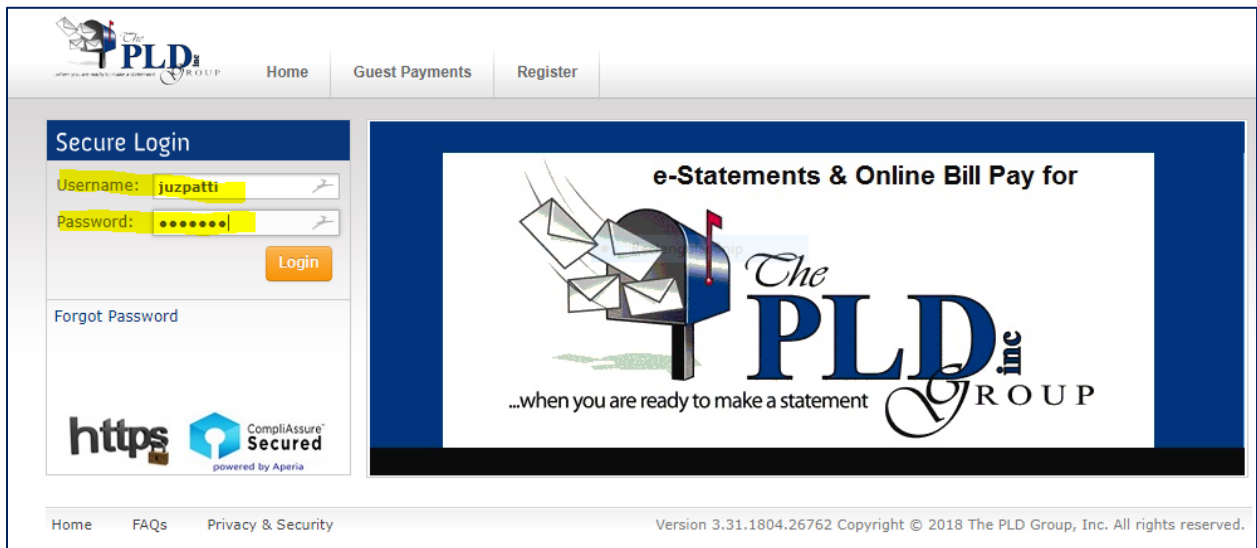 The
PLD inc
GROUP
...when you are ready to make a statement
Home Guest Payments Register
Secure Login
Username: juzpatti
Password: •••••••
Login
Forgot Password
https
CompliAssure
Secured
powered by Aperia
e-Statements & Online Bill Pay for
The
PLD inc
GROUP
...when you are ready to make a statement
Home FAQs Privacy & Security
Version 3.31.1804.26762 Copyright © 2018 The PLD Group, Inc. All rights reserved.